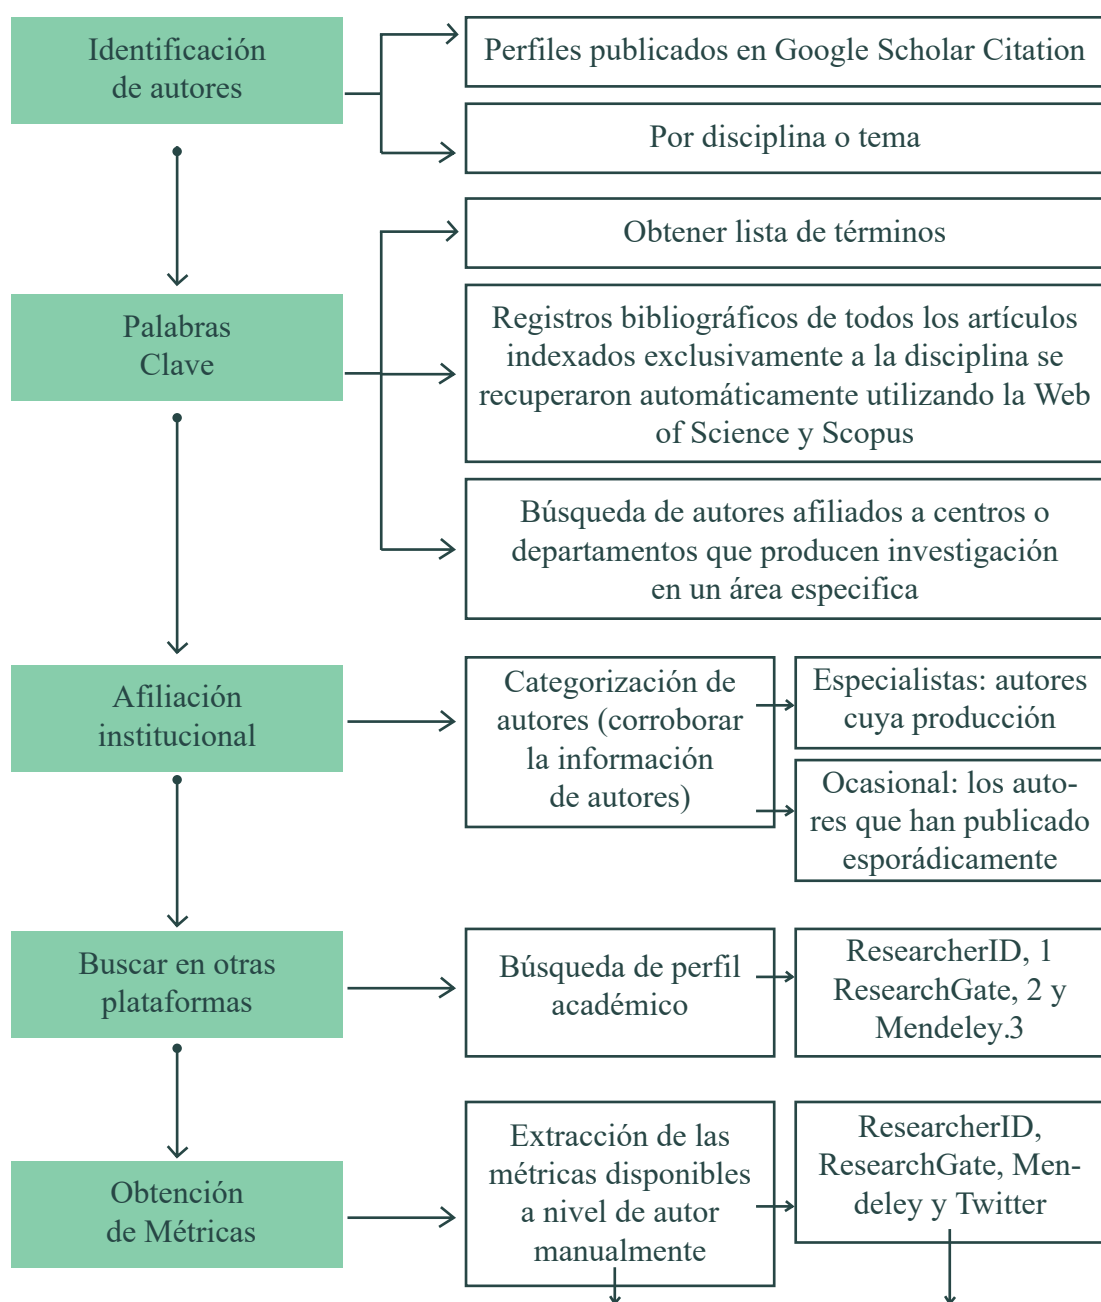 Identificación
de autores
Perfiles publicados en Google Scholar Citation
Por disciplina o tema
Palabras
Clave
Obtener lista de términos
Registros bibliográficos de todos los artículos
indexados exclusivamente a la disciplina se
recuperaron automáticamente utilizando la Web
of Science y Scopus
Búsqueda de autores afiliados a centros o
departamentos que producen investigación
en un área especifica
Afiliación
institucional
Categorización de
autores (corroborar
la información
de autores)
Especialistas: autores
cuya producción
Ocasional: los auto-
res que han publicado
esporádicamente
Buscar en otras
plataformas
Búsqueda de perfil
académico
ResearcherID, 1
ResearchGate, 2 y
Mendeley.3
Obtención
de Métricas
Extracción de las
métricas disponibles
a nivel de autor
manualmente
ResearcherID,
ResearchGate, Men-
deley y Twitter